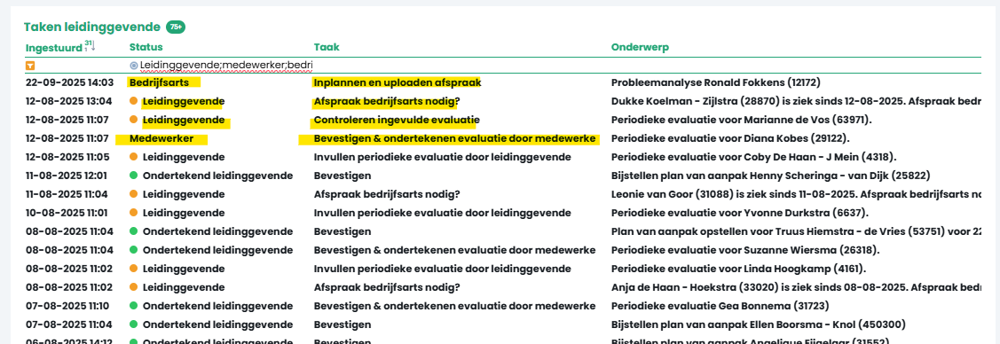 Taken leidinggevende 75+
Ingestuurd 31 Status Taak Onderwerp
Leidinggevende;medewerker;bedri
22-09-2025 14:03 Bedrijfsarts Inplannen en uploaden afspraak Probleemanalyse Ronald Fokkens (12172)
12-08-2025 13:04 Leidinggevende Afspraak bedrijfsarts nodig? Dukke Koelman - Zijlstra (28870) is ziek sinds 12-08-2025. Afspraak bedr
12-08-2025 11:07 Leidinggevende Controleren ingevulde evaluatie Periodieke evaluatie voor Marianne de Vos (63971).
12-08-2025 11:07 Medewerker Bevestigen & ondertekenen evaluatie door medewerke Periodieke evaluatie voor Diana Kobes (29122).
12-08-2025 11:05 Leidinggevende Invullen periodieke evaluatie door leidinggevende Periodieke evaluatie voor Coby De Haan - J Mein (4318).
11-08-2025 12:01 Ondertekend leidinggevende Bevestigen Bijstellen plan van aanpak Henny Scheringa - van Dijk (25822)
11-08-2025 11:04 Leidinggevende Afspraak bedrijfsarts nodig? Leonie van Goor (31088) is ziek sinds 11-08-2025. Afspraak bedrijfsarts no
10-08-2025 11:01 Leidinggevende Invullen periodieke evaluatie door leidinggevende Periodieke evaluatie voor Yvonne Durkstra (6637).
08-08-2025 11:04 Ondertekend leidinggevende Bevestigen Plan van aanpak opstellen voor Truus Hiemstra - de Vries (53751) voor 22
08-08-2025 11:04 Ondertekend leidinggevende Bevestigen & ondertekenen evaluatie door medewerke Periodieke evaluatie voor Suzanne Wiersma (26318).
08-08-2025 11:02 Leidinggevende Invullen periodieke evaluatie door leidinggevende Periodieke evaluatie voor Linda Hoogkamp (4161).
08-08-2025 11:02 Leidinggevende Afspraak bedrijfsarts nodig? Anja de Haan - Hoekstra (33020) is ziek sinds 08-08-2025. Afspraak bedr
07-08-2025 11:10 Ondertekend leidinggevende Bevestigen & ondertekenen evaluatie door medewerke Periodieke evaluatie Gea Bonnema (31723)
07-08-2025 11:04 Ondertekend leidinggevende Bevestigen Bijstellen plan van aanpak Ellen Boorsma - Knol (450300)
06-08-2025 14:12 Ondertekend leidinggevende Bevestigen Bijstellen plan van aanpak Angelique Eijgelaar (31552)